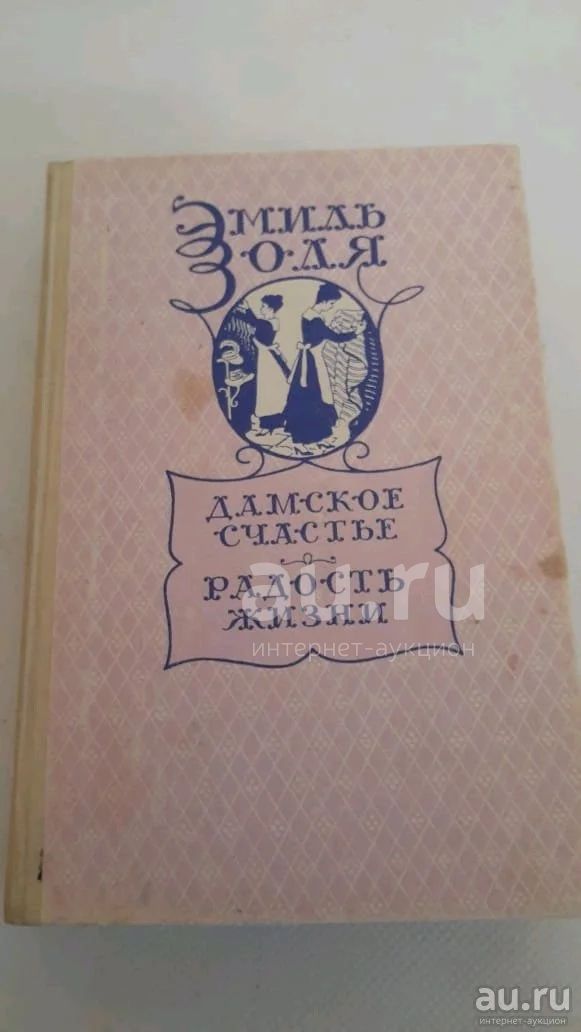 ЭМИЛЬ
ЗОЛЯ
ДАМСКОЕ
СЧАСТЬЕ
РАДОСТЬ
ЖИЗНИ
au.ru
интернет-аукцион
au.ru
интернет-аукцион